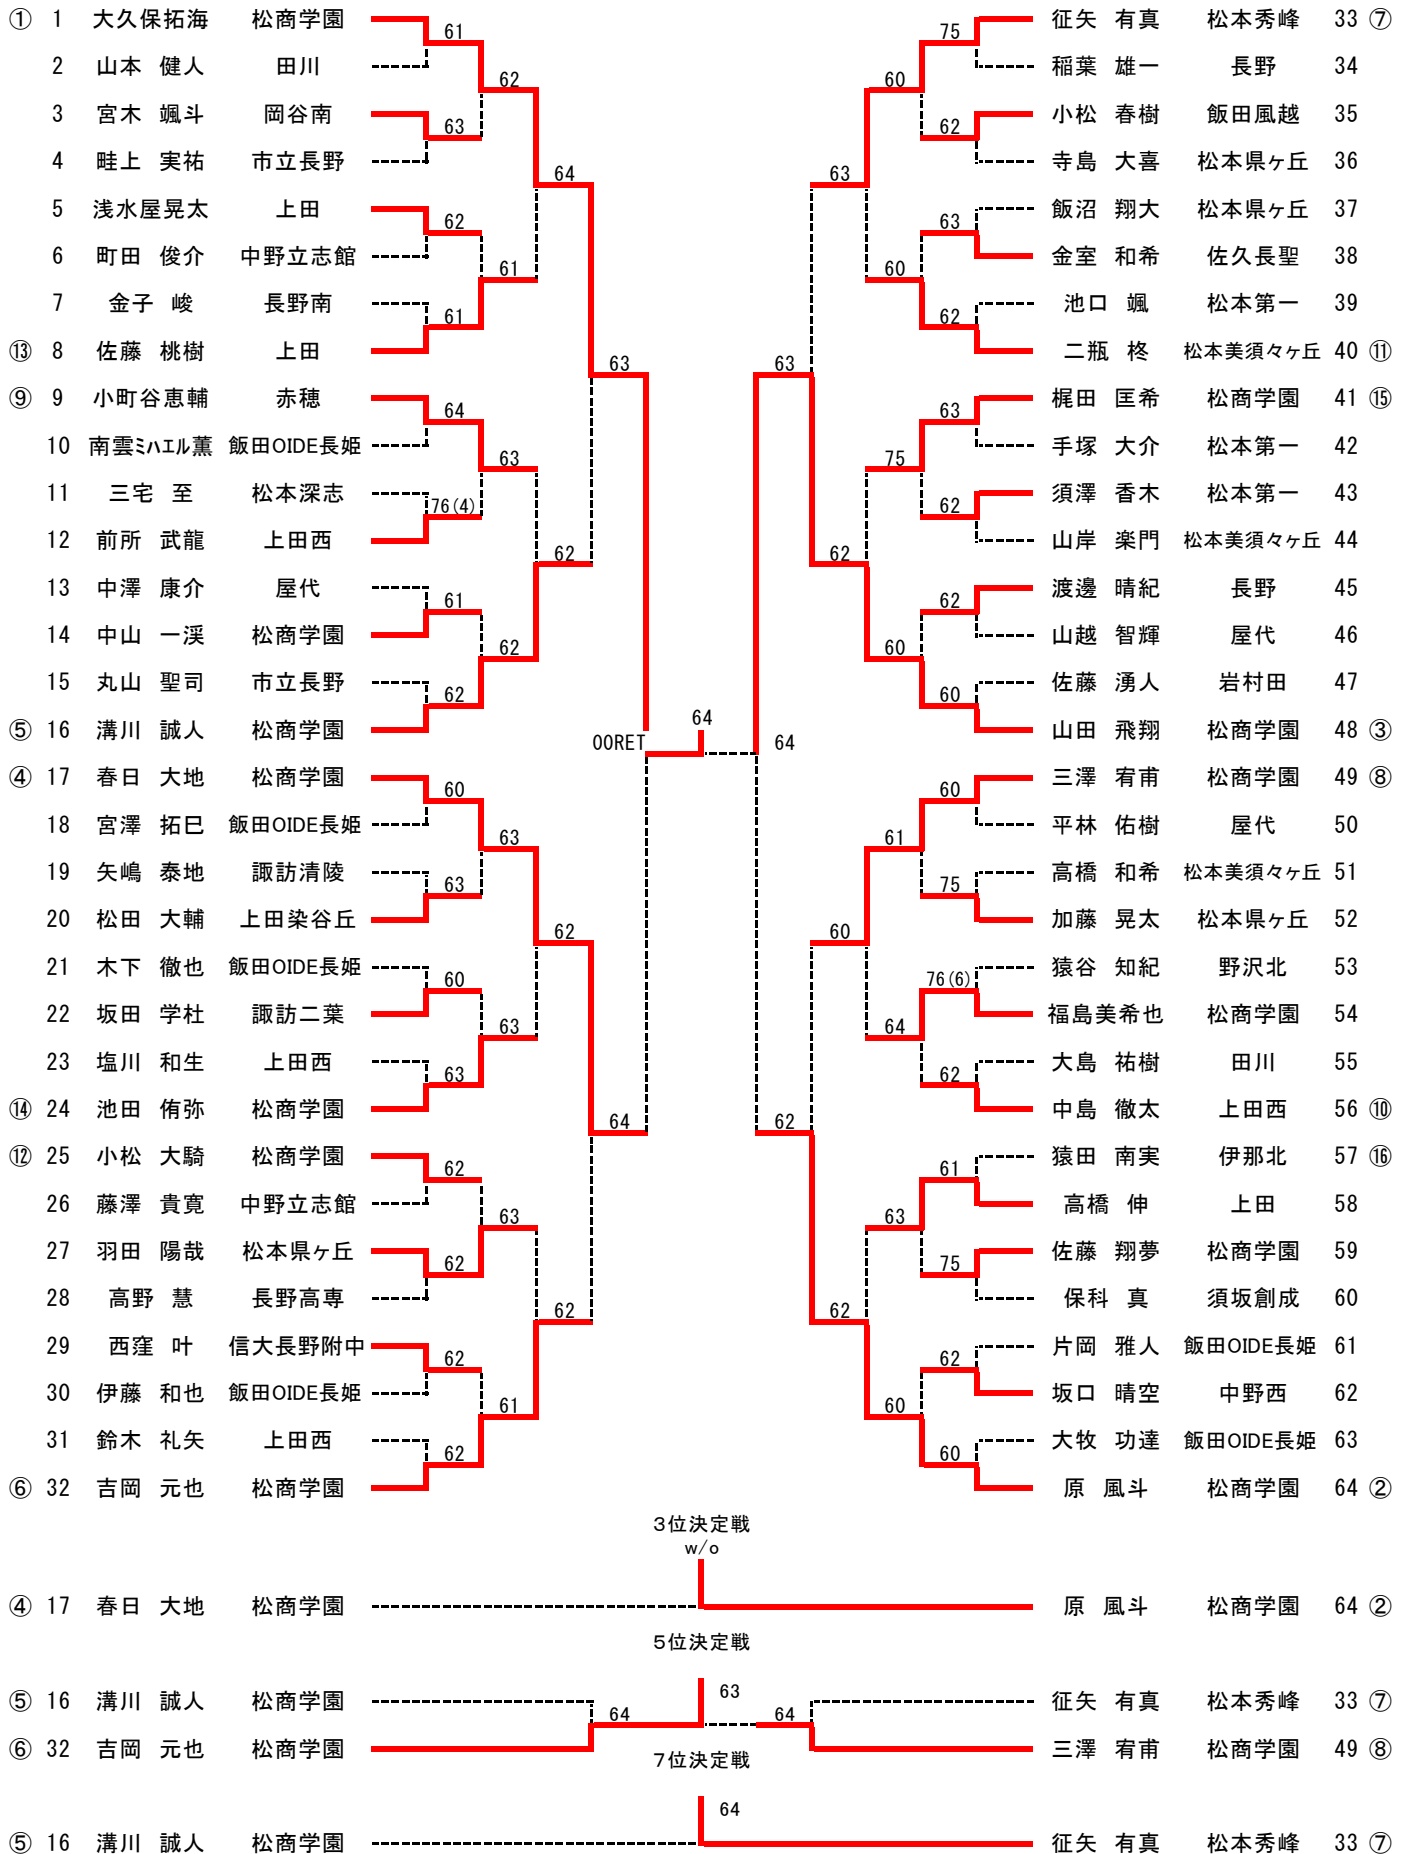 ① 1 大久保拓海 松商学園 征矢 有真 松本秀峰 33 ⑦
61 75
2 山本 健人 田川 稲葉 雄一 長野 34
62 60
3 宮木 颯斗 岡谷南 小松 春樹 飯田風越 35
63 62
4 畦上 実祐 市立長野 寺島 大喜 松本県ヶ丘 36
64 63
5 浅水屋晃太 上田 飯沼 翔大 松本県ヶ丘 37
62 63
6 町田 俊介 中野立志館 金室 和希 佐久長聖 38
61 60
7 金子 峻 長野南 池口 颯 松本第一 39
61 62
⑬ 8 佐藤 桃樹 上田 二瓶 柊 松本美須々ヶ丘 40 ⑪
63 63
⑨ 9 小町谷恵輔 赤穂 梶田 匡希 松商学園 41 ⑮
64 63
10 南雲ミハエル薫 飯田OIDE長姫 手塚 大介 松本第一 42
63 75
11 三宅 至 松本深志 須澤 香木 松本第一 43
76(4) 62
12 前所 武龍 上田西 山岸 楽門 松本美須々ヶ丘 44
62 62
13 中澤 康介 屋代 渡邊 晴紀 長野 45
61 62
14 中山 一渓 松商学園 山越 智輝 屋代 46
62 60
15 丸山 聖司 市立長野 佐藤 湧人 岩村田 47
62 60
⑤ 16 溝川 誠人 松商学園 64 山田 飛翔 松商学園 48 ③
00RET 64
④ 17 春日 大地 松商学園 三澤 宥甫 松商学園 49 ⑧
60 60
18 宮澤 拓巳 飯田OIDE長姫 平林 佑樹 屋代 50
63 61
19 矢嶋 泰地 諏訪清陵 高橋 和希 松本美須々ヶ丘 51
63 75
20 松田 大輔 上田染谷丘 加藤 晃太 松本県ヶ丘 52
62 60
21 木下 徹也 飯田OIDE長姫 猿谷 知紀 野沢北 53
60 76(6)
22 坂田 学杜 諏訪二葉 福島美希也 松商学園 54
63 64
23 塩川 和生 上田西 大島 祐樹 田川 55
63 62
⑭ 24 池田 侑弥 松商学園 中島 徹太 上田西 56 ⑩
64 62
⑫ 25 小松 大騎 松商学園 猿田 南実 伊那北 57 ⑯
62 61
26 藤澤 貴寛 中野立志館 高橋 伸 上田 58
63 63
27 羽田 陽哉 松本県ヶ丘 佐藤 翔夢 松商学園 59
62 75
28 高野 慧 長野高専 保科 真 須坂創成 60
62 62
29 西窪 叶 信大長野附中 片岡 雅人 飯田OIDE長姫 61
62 62
30 伊藤 和也 飯田OIDE長姫 坂口 晴空 中野西 62
61 60
31 鈴木 礼矢 上田西 大牧 功達 飯田OIDE長姫 63
62 60
⑥ 32 吉岡 元也 松商学園 原 風斗 松商学園 64 ②
3位決定戦
w/o
④ 17 春日 大地 松商学園 原 風斗 松商学園 64 ②
5位決定戦
63
⑤ 16 溝川 誠人 松商学園 征矢 有真 松本秀峰 33 ⑦
64 64
⑥ 32 吉岡 元也 松商学園 三澤 宥甫 松商学園 49 ⑧
7位決定戦
64
⑤ 16 溝川 誠人 松商学園 征矢 有真 松本秀峰 33 ⑦